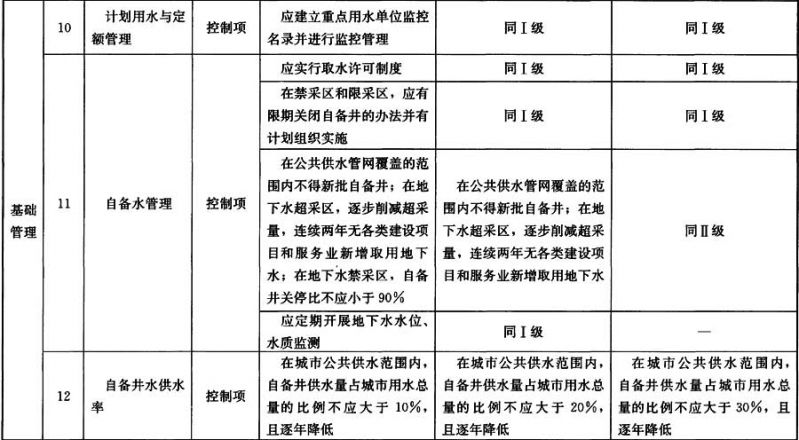 基础
管理
10
计划用水与定
额管理
控制项
应建立重点用水单位监控
名录并进行监控管理
同Ⅰ级
同Ⅰ级
11
自备水管理
控制项
应实行取水许可制度
同Ⅰ级
同Ⅰ级
在禁采区和限采区，应有
限期关闭自备井的办法并有
计划组织实施
同Ⅰ级
同Ⅰ级
在公共供水管网覆盖的范
围内不得新批自备井；在地
下水超采区，逐步削减超采
量，连续两年无各类建设项
目和服务业新增取用地下
水；在地下水禁采区，自备
井关停比不应小于90%
在公共供水管网覆盖的范
围内不得新批自备井；在地
下水超采区，逐步削减超采
量，连续两年无各类建设项
目和服务业新增取用地下水
同Ⅱ级
应定期开展地下水水位、
水质监测
同Ⅰ级
—
12
自备井水供水
率
控制项
在城市公共供水范围内，
自备井供水量占城市用水总
量的比例不应大于10%，
且逐年降低
在城市公共供水范围内，
自备井供水量占城市用水总
量的比例不应大于20%，
且逐年降低
在城市公共供水范围内，
自备井供水量占城市用水总
量的比例不应大于30%，且
逐年降低